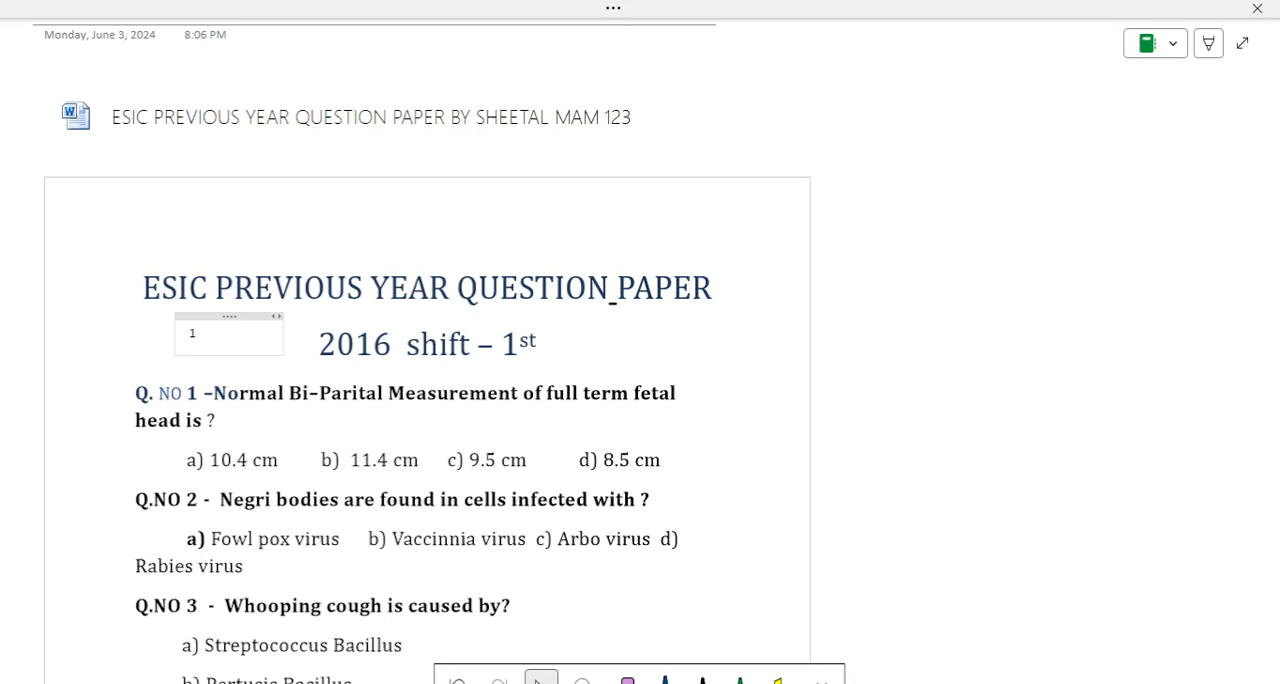 Monday, June 3, 2024 8:06 PM
ESIC PREVIOUS YEAR QUESTION PAPER BY SHEETAL MAM 123
ESIC PREVIOUS YEAR QUESTION PAPER
1
2016 shift – 1st
Q. NO 1 –Normal Bi–Parital Measurement of full term fetal
head is ?
a) 10.4 cm b) 11.4 cm c) 9.5 cm d) 8.5 cm
Q.NO 2 - Negri bodies are found in cells infected with ?
a) Fowl pox virus b) Vaccinnia virus c) Arbo virus d)
Rabies virus
Q.NO 3 - Whooping cough is caused by?
a) Streptococcus Bacillus
b) Pertucis Bacillus